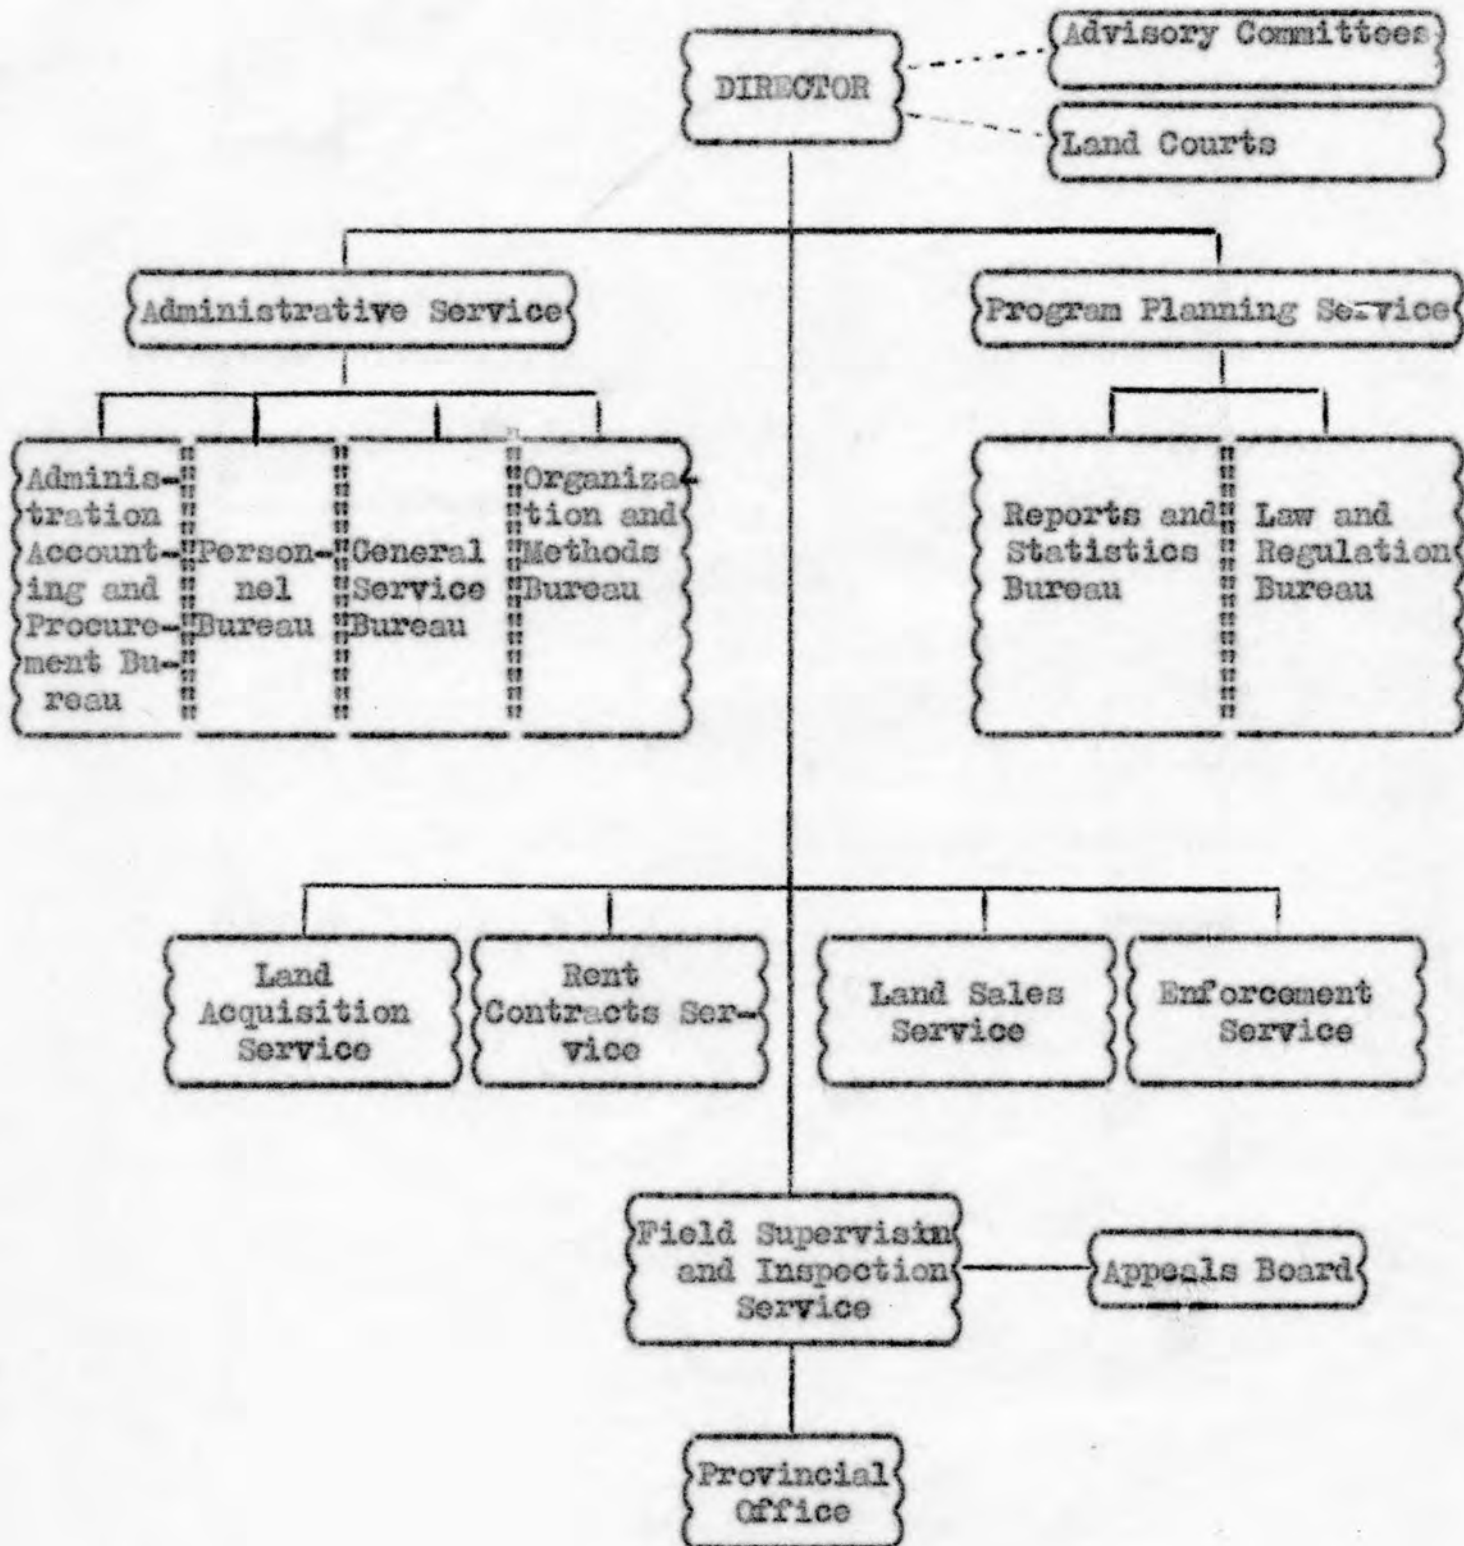 DIRECTOR
Advisory Committees
Land Courts
Administrative Service
Program Planning Service
Adminis-
tration
Account-
ing and
Procure-
ment Bu-
reau
Person-
nel
Bureau
General
Service
Bureau
Organiza-
tion and
Methods
Bureau
Reports and
Statistics
Bureau
Law and
Regulation
Bureau
Land
Acquisition
Service
Rent
Contracts Ser-
vice
Land Sales
Service
Enforcement
Service
Field Supervisin
and Inspection
Service
Appeals Board
Provincial
Office